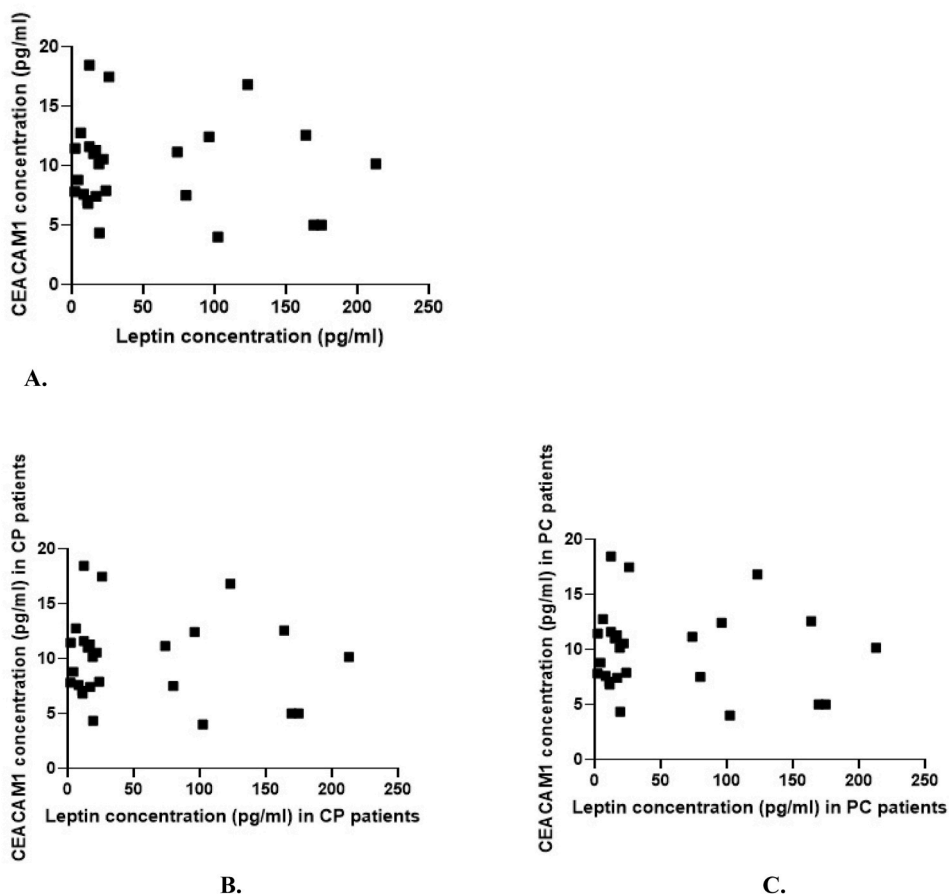 CEACAM1 concentration (pg/ml)
20
15
10
5
0
0 50 100 150 200 250
Leptin concentration (pg/ml)
A.
CEACAM1 concentration (pg/ml) in CP patients
20
15
10
5
0
0 50 100 150 200 250
Leptin concentration (pg/ml) in CP patients
B.
CEACAM1 concentration (pg/ml) in PC patients
20
15
10
5
0
0 50 100 150 200 250
Leptin concentration (pg/ml) in PC patients
C.